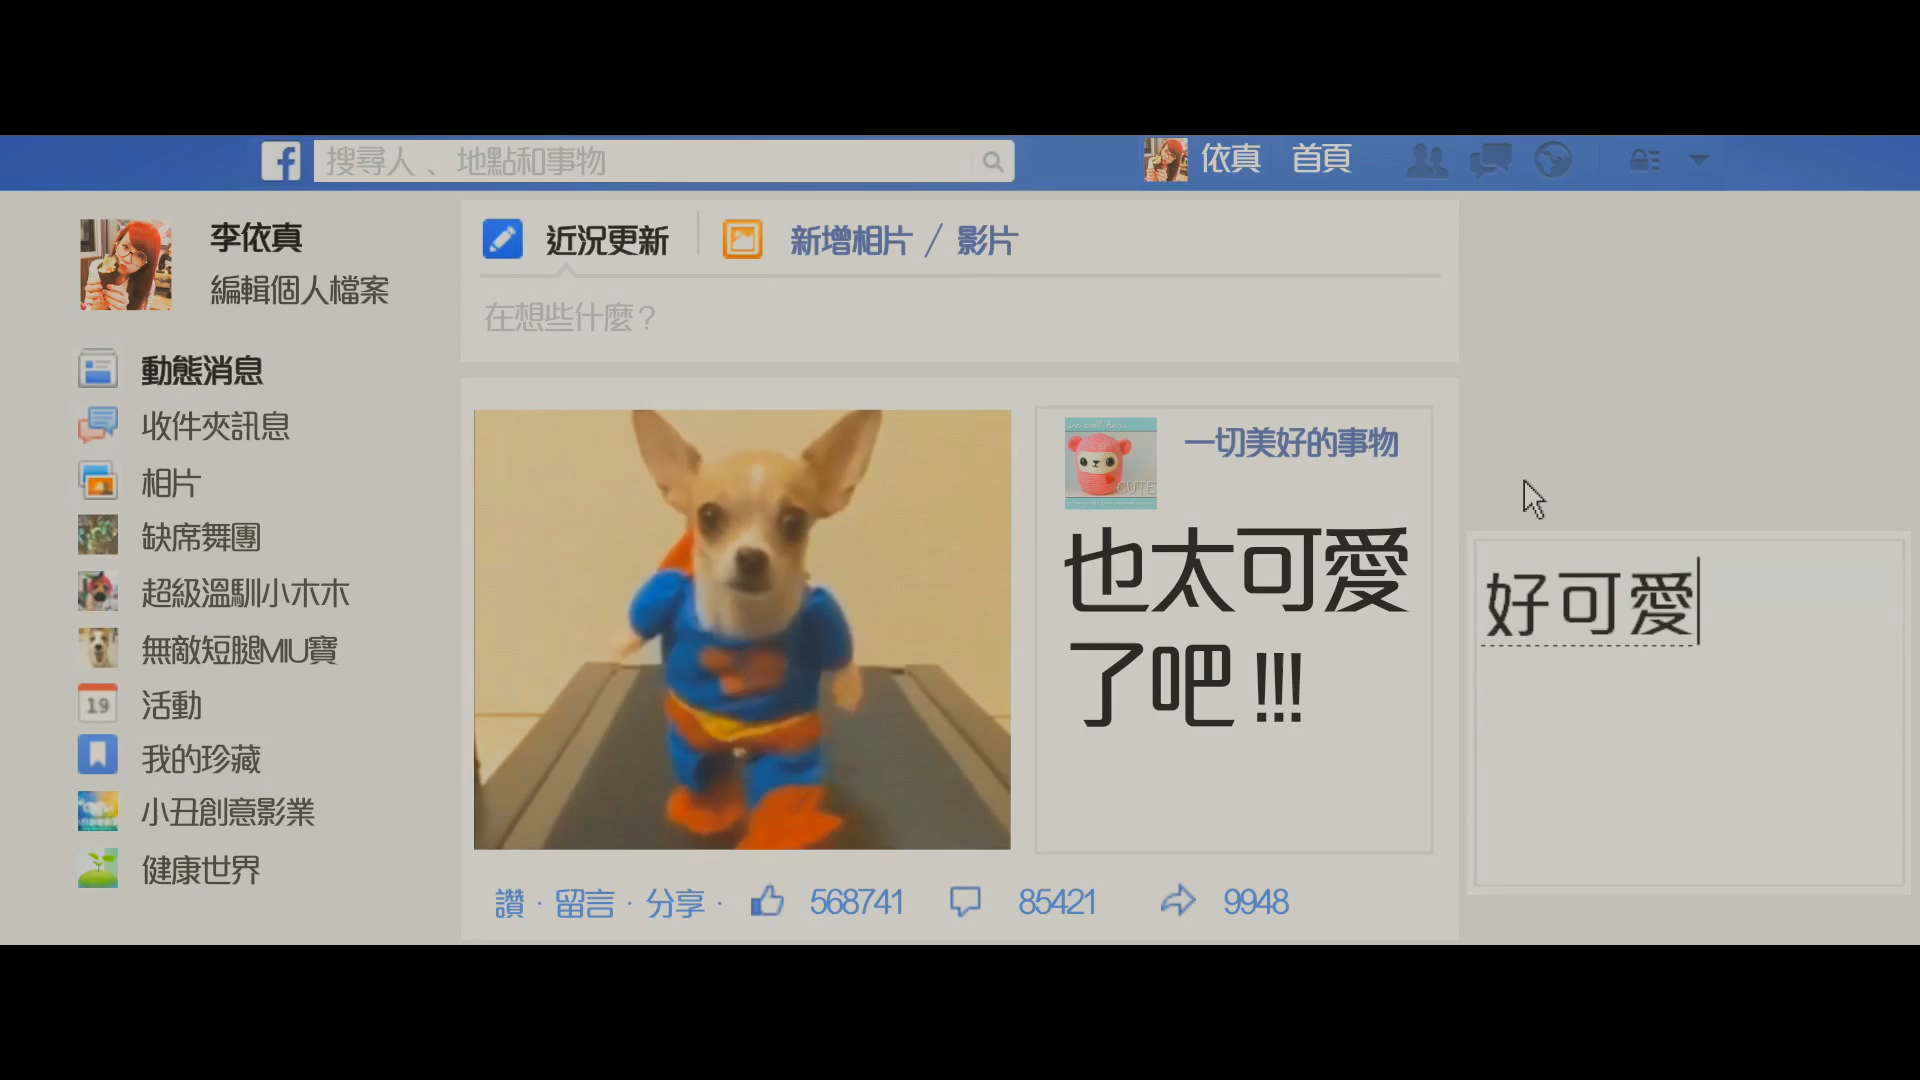 搜尋人、地點和事物
依真 首頁
李依真
編輯個人檔案
動態消息
收件夾訊息
相片
缺席舞團
超級溫馴小木木
無敵短腿MIU寶
19 活動
我的珍藏
小丑創意影業
健康世界
近況更新
新增相片 / 影片
在想些什麼？
一切美好的事物
CUTE
也太可愛
了吧 !!!
讚 · 留言 · 分享 · 568741 85421 9948
好可愛